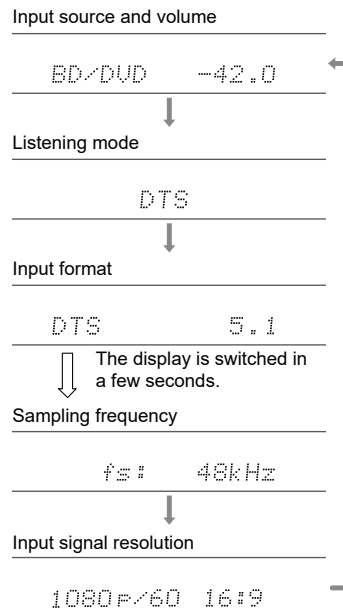 Input source and volume
BD/DVD -42.0
Listening mode
DTS
Input format
DTS 5.1
The display is switched in
a few seconds.
Sampling frequency
fs: 48kHz
Input signal resolution
1080p/60 16:9